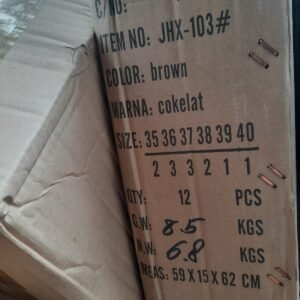 C/NO:
ITEM NO: JHX-103#
COLOR: brown
WARNA: cokelat
SIZE: 35 36 37 38 39 40
2 3 3 2 1 1
QTY: 12 PCS
G.W: 8.5 KGS
N.W: 6.8 KGS
MEAS: 59 X 15 X 62 CM